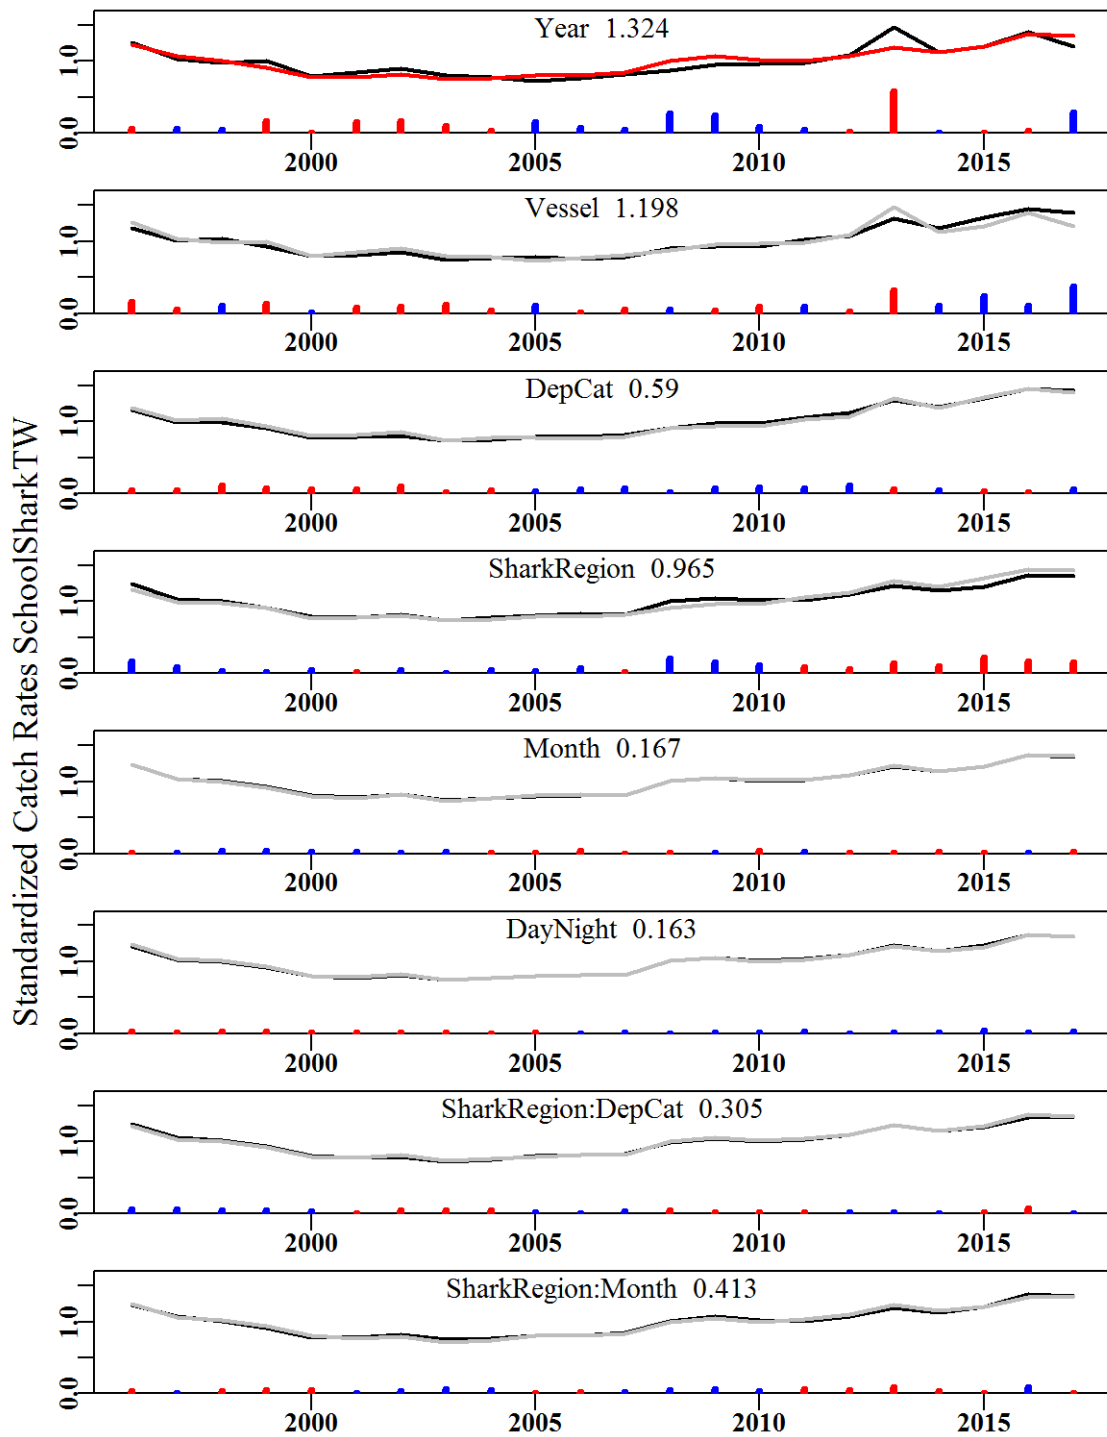 Standardized Catch Rates SchoolSharkTW
Year 1.324
1.0
0.0
2000 2005 2010 2015
Vessel 1.198
1.0
0.0
2000 2005 2010 2015
DepCat 0.59
1.0
0.0
2000 2005 2010 2015
SharkRegion 0.965
1.0
0.0
2000 2005 2010 2015
Month 0.167
1.0
0.0
2000 2005 2010 2015
DayNight 0.163
1.0
0.0
2000 2005 2010 2015
SharkRegion:DepCat 0.305
1.0
0.0
2000 2005 2010 2015
SharkRegion:Month 0.413
1.0
0.0
2000 2005 2010 2015